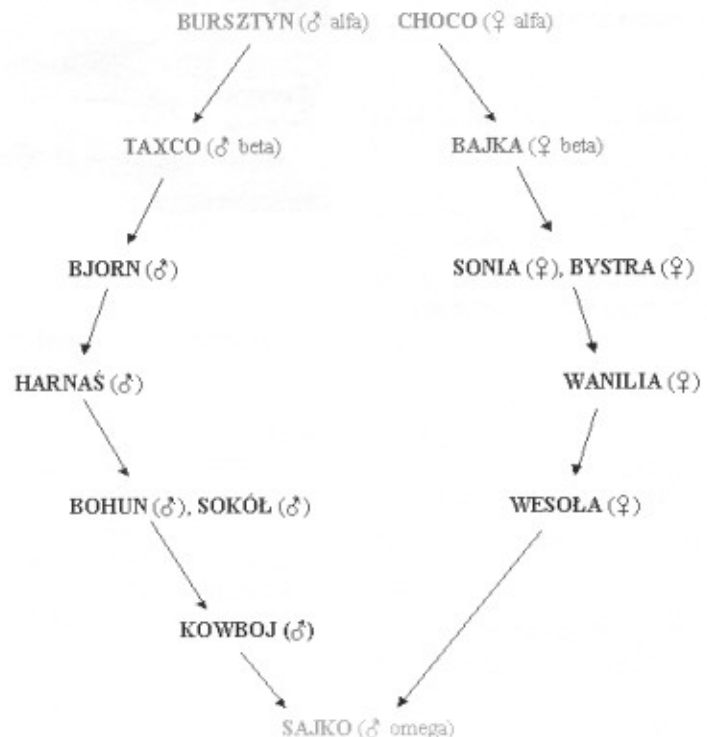 BURSZTYN (♂ alfa) CHOCO (♀ alfa)
TAXCO (♂ beta) BAJKA (♀ beta)
BJORN (♂) SONIA (♀), BYSTRA (♀)
HARNAŚ (♂) WANILIA (♀)
BOHUN (♂), SOKÓŁ (♂) WESOŁA (♀)
KOWBOJ (♂)
SAJKO (♂ omega)